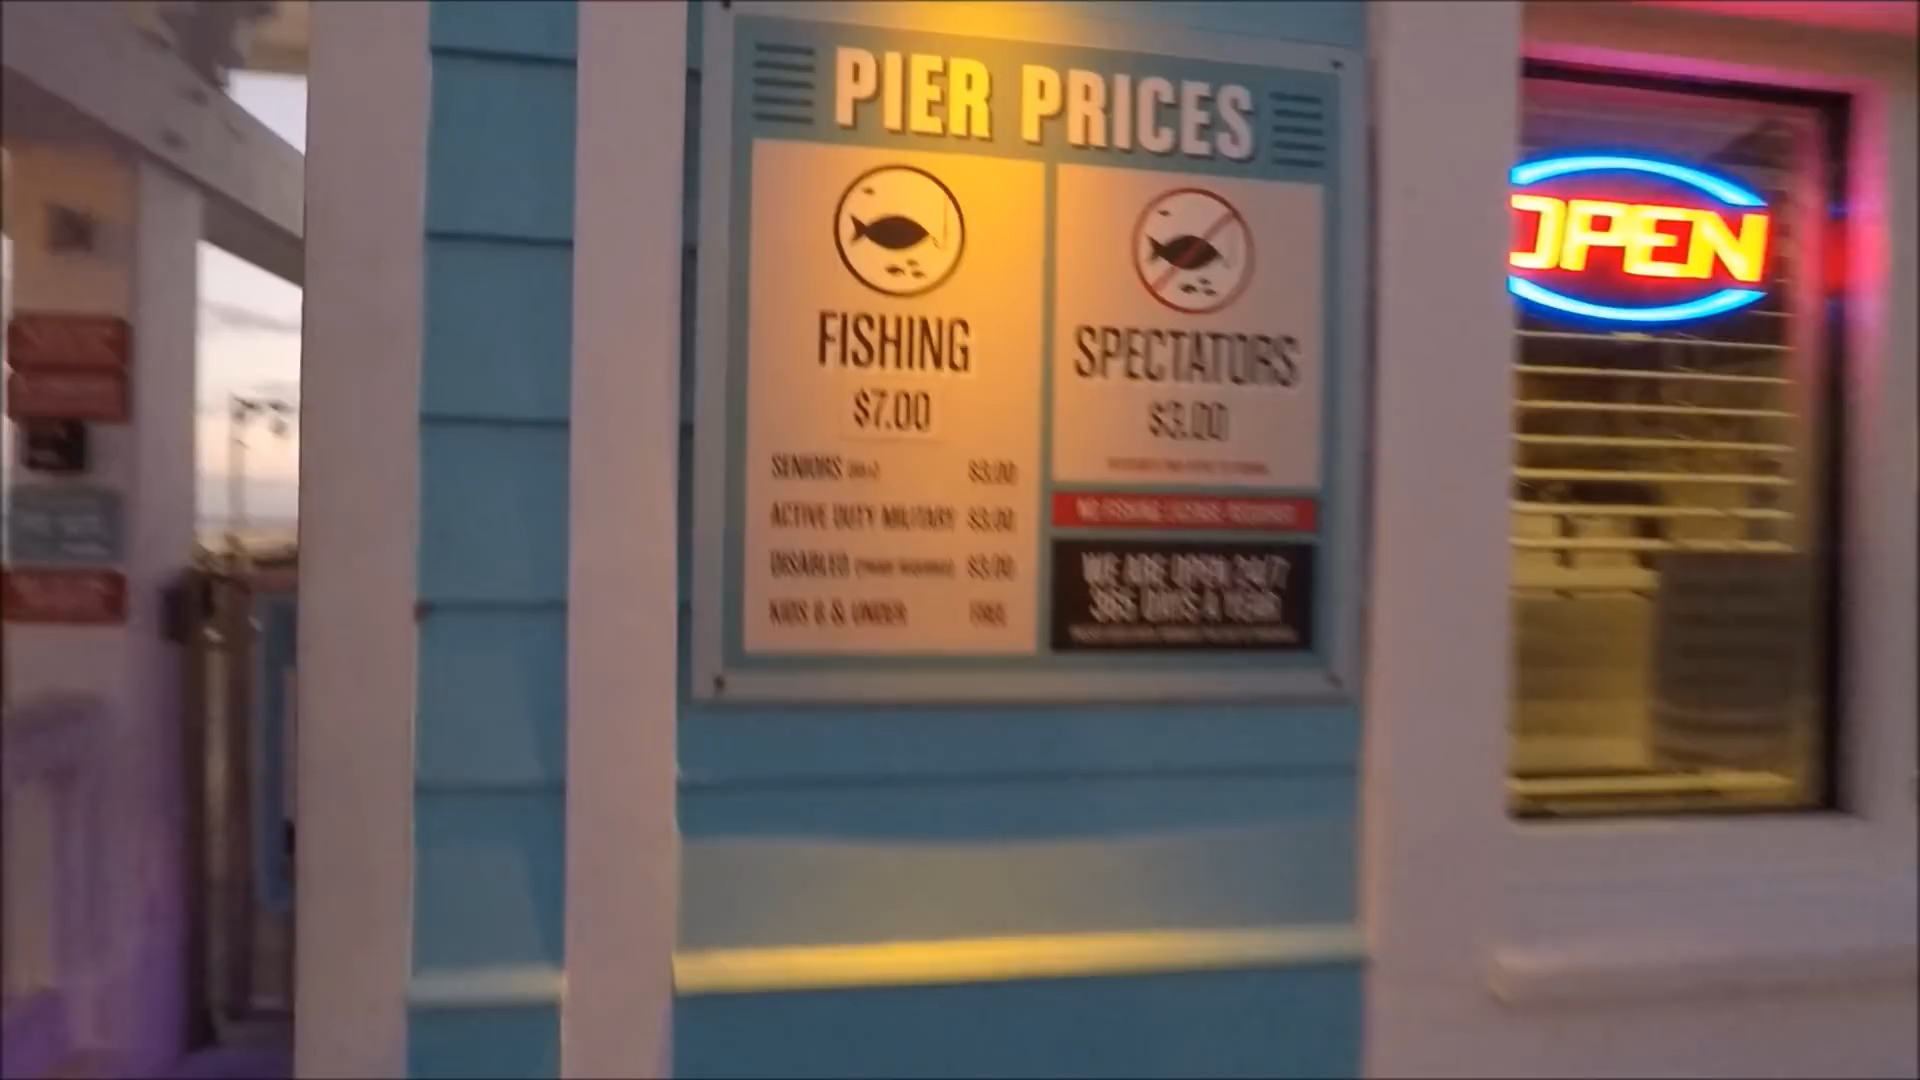 PIER PRICES
FISHING
$7.00
SENIORS $3.00
ACTIVE DUTY MILITARY $3.00
DISABLED $3.00
KIDS & UNDER FREE
SPECTATORS
$3.00
NO FISHING LICENSE REQUIRED
WE ARE OPEN 24/7
365 DAYS A YEAR
OPEN